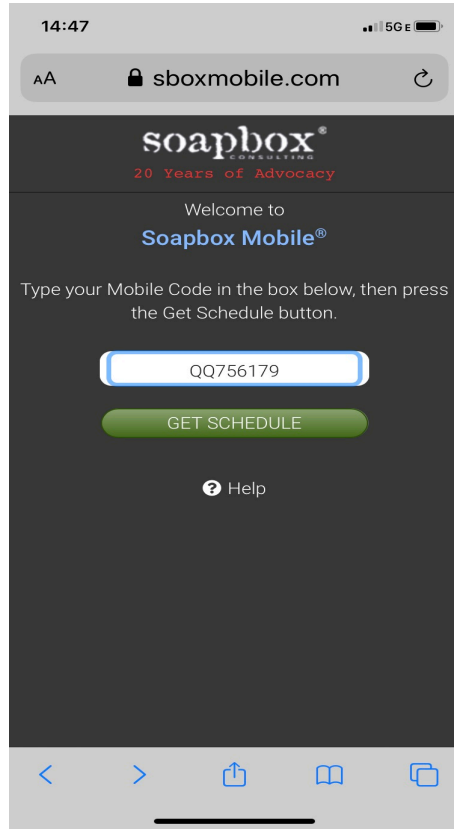 14:47
5G E
AA sboxmobile.com
soapbox®
CONSULTING
20 Years of Advocacy
Welcome to
Soapbox Mobile®
Type your Mobile Code in the box below, then press
the Get Schedule button.
QQ756179
GET SCHEDULE
? Help